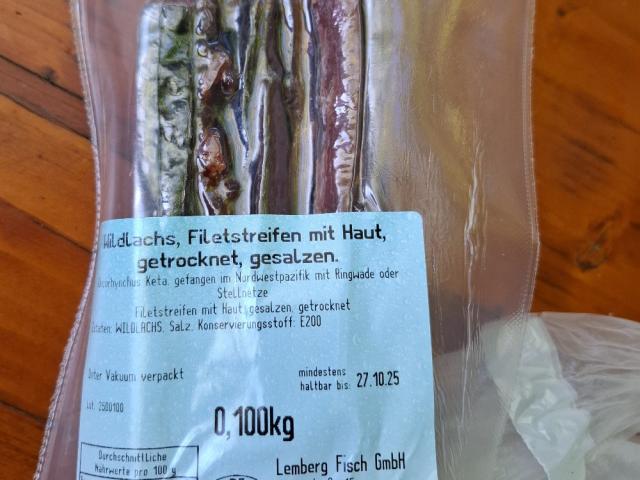 Wildlachs, Filetstreifen mit Haut,
getrocknet, gesalzen.
Keta, gefangen im Nordwestpazifik mit Ringwade oder
Stellnetze
Filetstreifen mit Haut, gesalzen, getrocknet
WILDLACHS, Salz, Konservierungsstoff: E200
Unter Vakuum verpackt
mindestens
haltbar bis: 27.10.25
Lot: 2500100
0,100kg
Durchschnittliche
Nährwerte pro 100 g
Lemberg Fisch GmbH